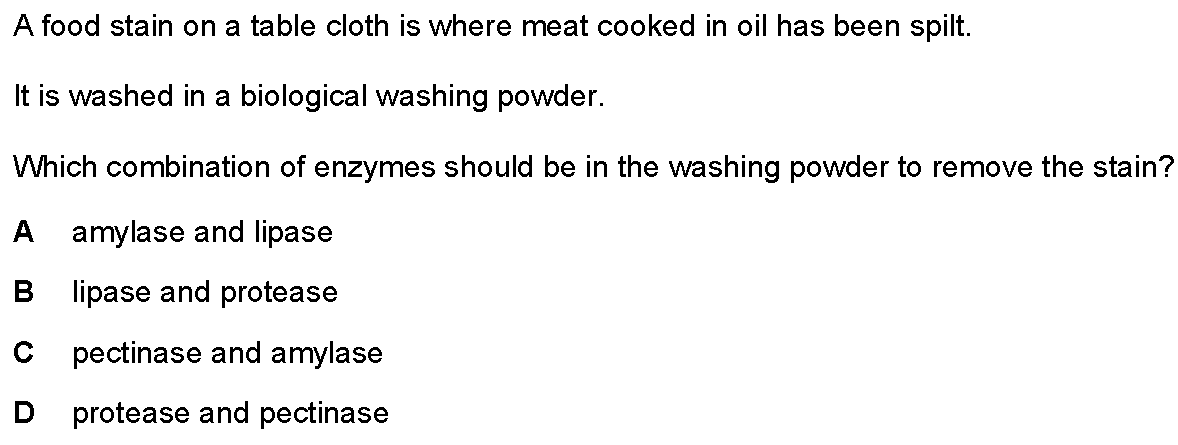 A food stain on a table cloth is where meat cooked in oil has been spilt.
It is washed in a biological washing powder.
Which combination of enzymes should be in the washing powder to remove the stain?
A amylase and lipase
B lipase and protease
C pectinase and amylase
D protease and pectinase